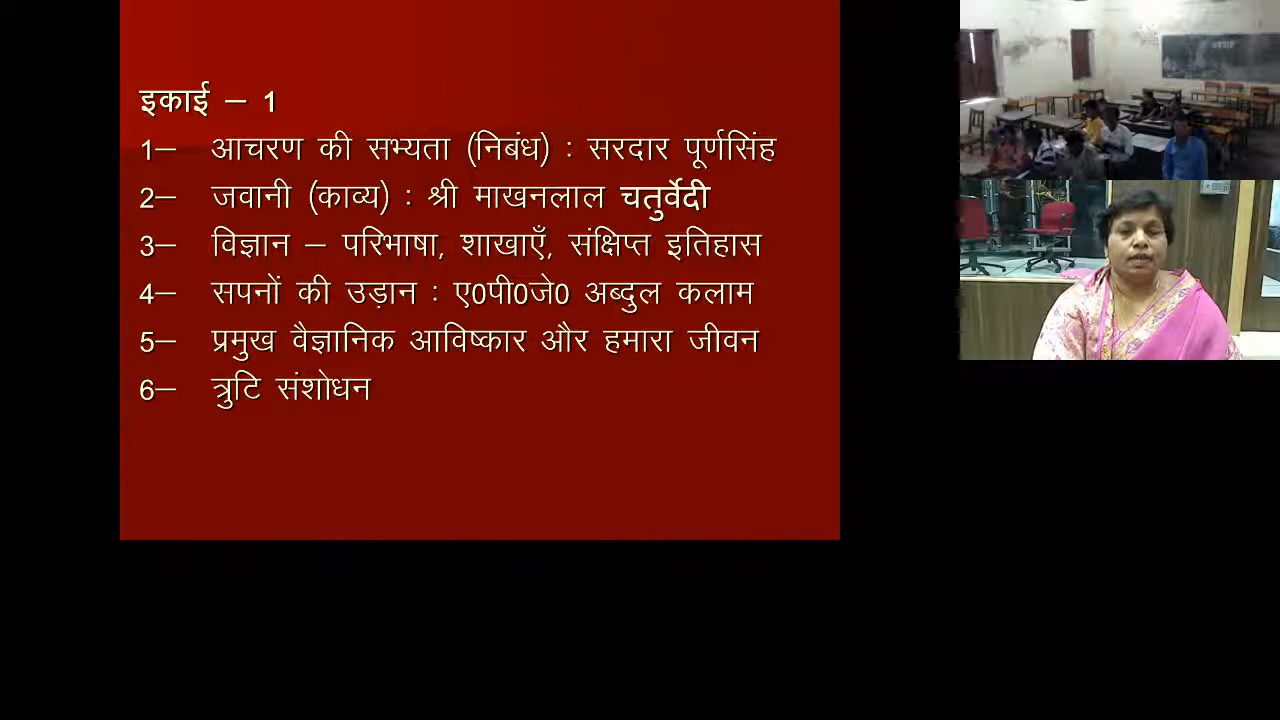 इकाई – 1
1– आचरण की सभ्यता (निबंध) : सरदार पूर्णसिंह
2– जवानी (काव्य) : श्री माखनलाल चतुर्वेदी
3– विज्ञान – परिभाषा, शाखाएँ, संक्षिप्त इतिहास
4– सपनों की उड़ान : ए0पी0जे0 अब्दुल कलाम
5– प्रमुख वैज्ञानिक आविष्कार और हमारा जीवन
6– त्रुटि संशोधन